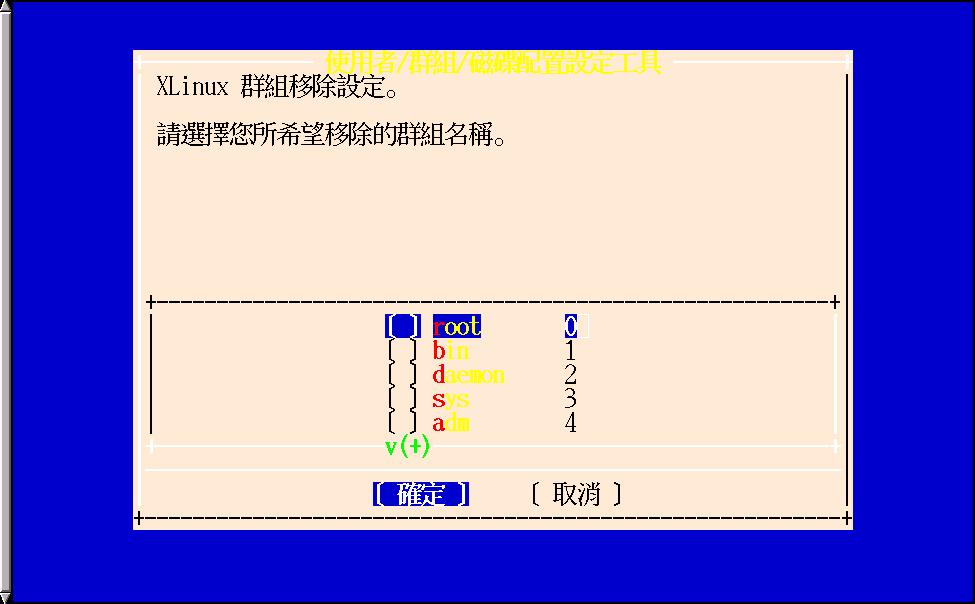 使用者/群組/磁碟配置設定工具
XLinux 群組移除設定。
請選擇您所希望移除的群組名稱。
[ ] root 0
[ ] bin 1
[ ] daemon 2
[ ] sys 3
[ ] adm 4
v(+)
[ 確定 ] [ 取消 ]